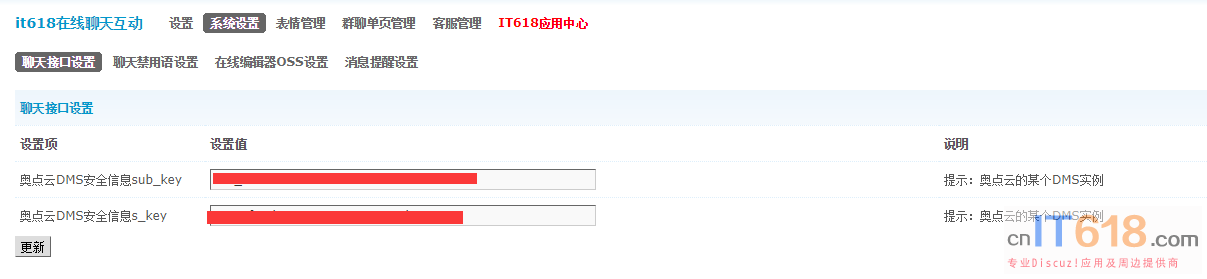 it618在线聊天互动 设置 系统设置 表情管理 群聊单页管理 客服管理 IT618应用中心
聊天接口设置 聊天禁用语设置 在线编辑器OSS设置 消息提醒设置
聊天接口设置
设置项 设置值 说明
奥点云DMS安全信息sub_key 提示：奥点云的某个DMS实例
奥点云DMS安全信息s_key 提示：奥点云的某个DMS实例
更新
cnIT618.com
专业Discuz!应用及周边提供商